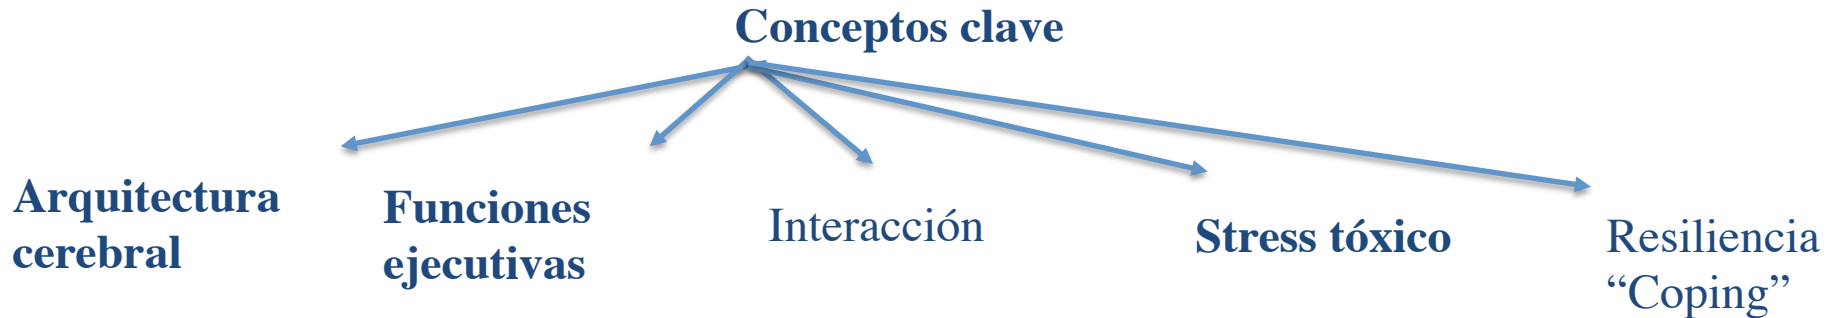 Conceptos clave
Arquitectura
cerebral
Funciones
ejecutivas
Interacción
Stress tóxico
Resiliencia
“Coping”